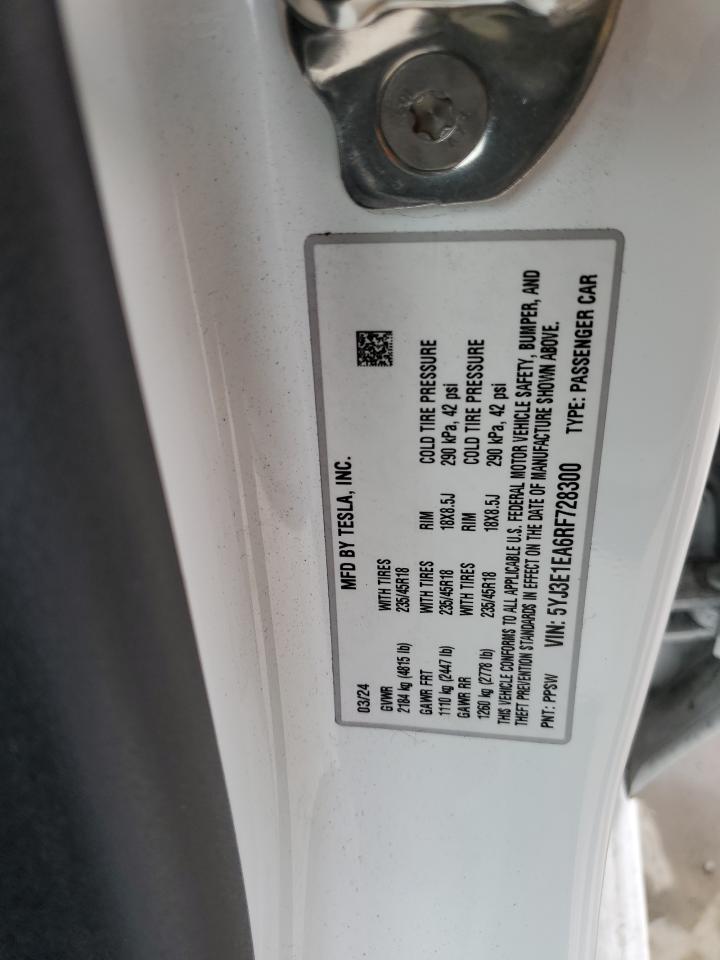 MFD BY TESLA, INC.
03/24
GVWR WITH TIRES
2184 kg (4815 lb) 235/45R18
GAWR FRT WITH TIRES RIM COLD TIRE PRESSURE
1110 kg (2447 lb) 235/45R18 18X8.5J 290 kPa, 42 psi
GAWR RR WITH TIRES RIM COLD TIRE PRESSURE
1260 kg (2778 lb) 235/45R18 18X8.5J 290 kPa, 42 psi
THIS VEHICLE CONFORMS TO ALL APPLICABLE U.S. FEDERAL MOTOR VEHICLE SAFETY, BUMPER, AND
THEFT PREVENTION STANDARDS IN EFFECT ON THE DATE OF MANUFACTURE SHOWN ABOVE.
PNT: PPSW VIN: 5YJ3E1EA6RF728300 TYPE: PASSENGER CAR